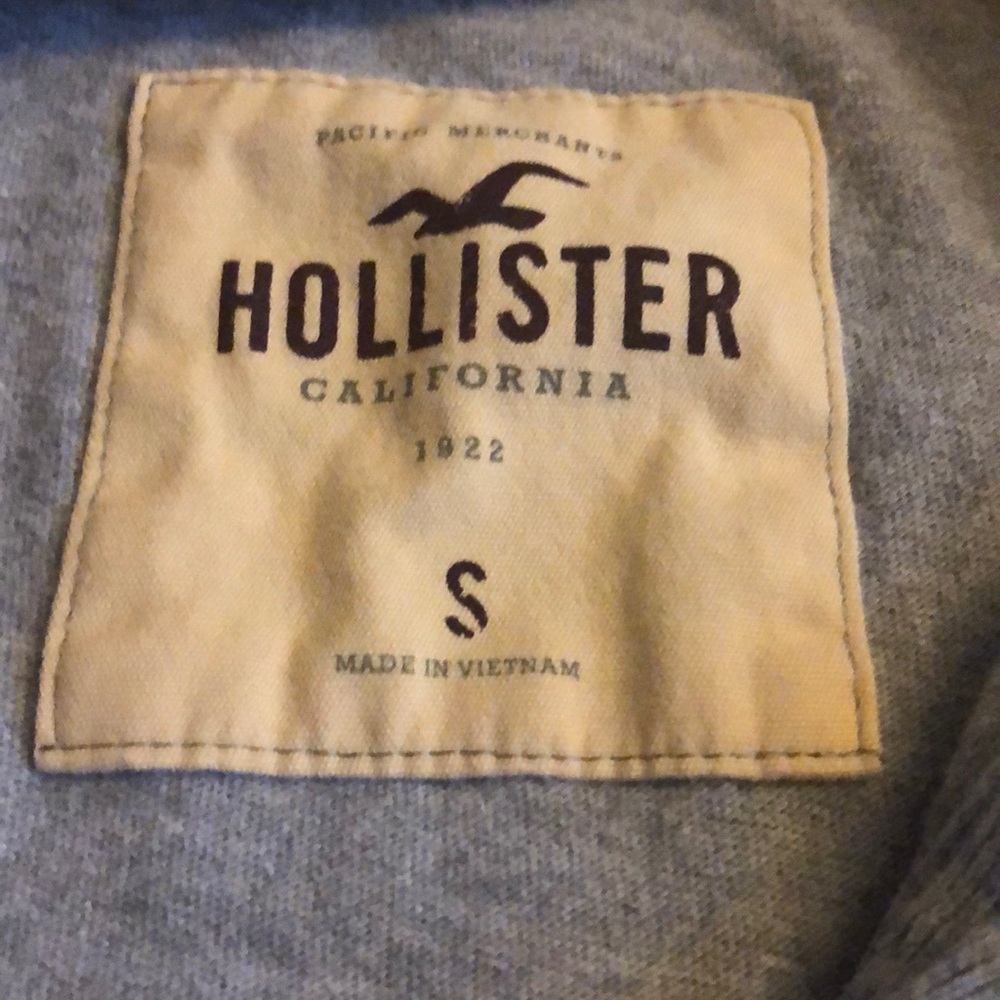 PACIFIC MERCHANTS
HOLLISTER
CALIFORNIA
1922
S
MADE IN VIETNAM